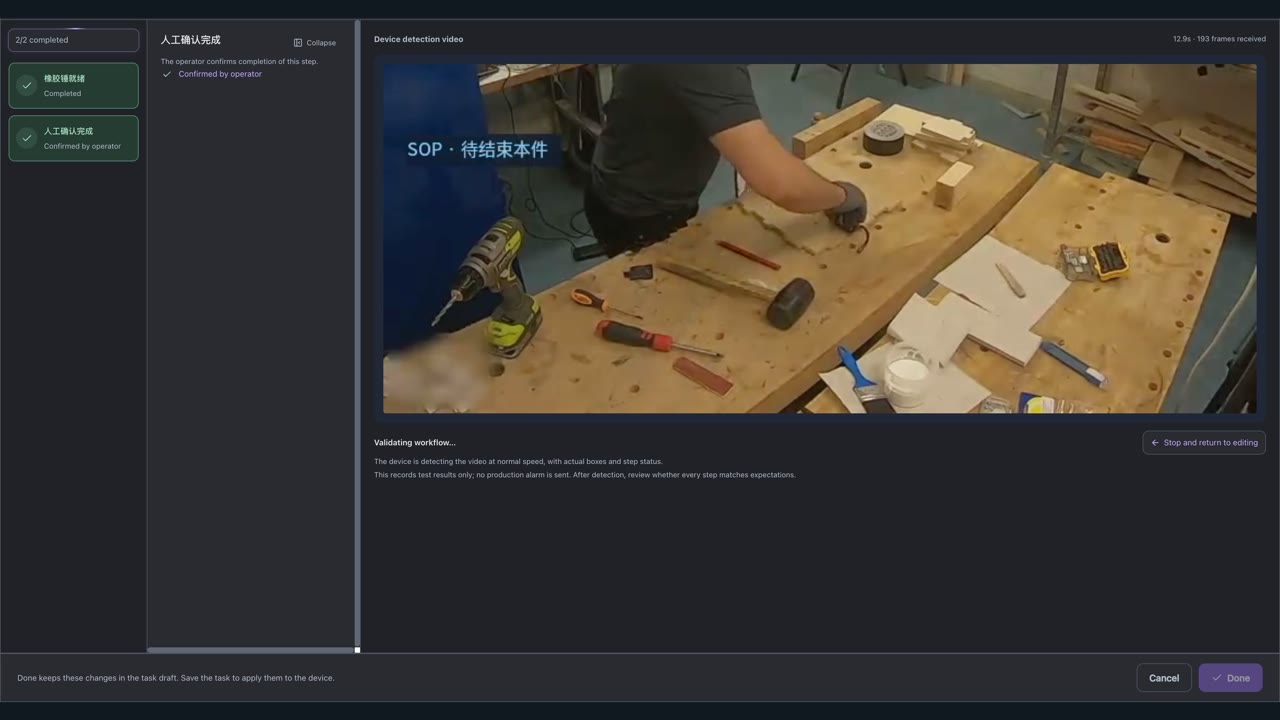 2/2 completed
橡胶锤就绪
Completed
人工确认完成
Confirmed by operator
人工确认完成
Collapse
The operator confirms completion of this step.
Confirmed by operator
Device detection video
12.9s · 193 frames received
SOP · 待结束本件
Validating workflow...
Stop and return to editing
The device is detecting the video at normal speed, with actual boxes and step status.
This records test results only; no production alarm is sent. After detection, review whether every step matches expectations.
Done keeps these changes in the task draft. Save the task to apply them to the device.
Cancel
Done